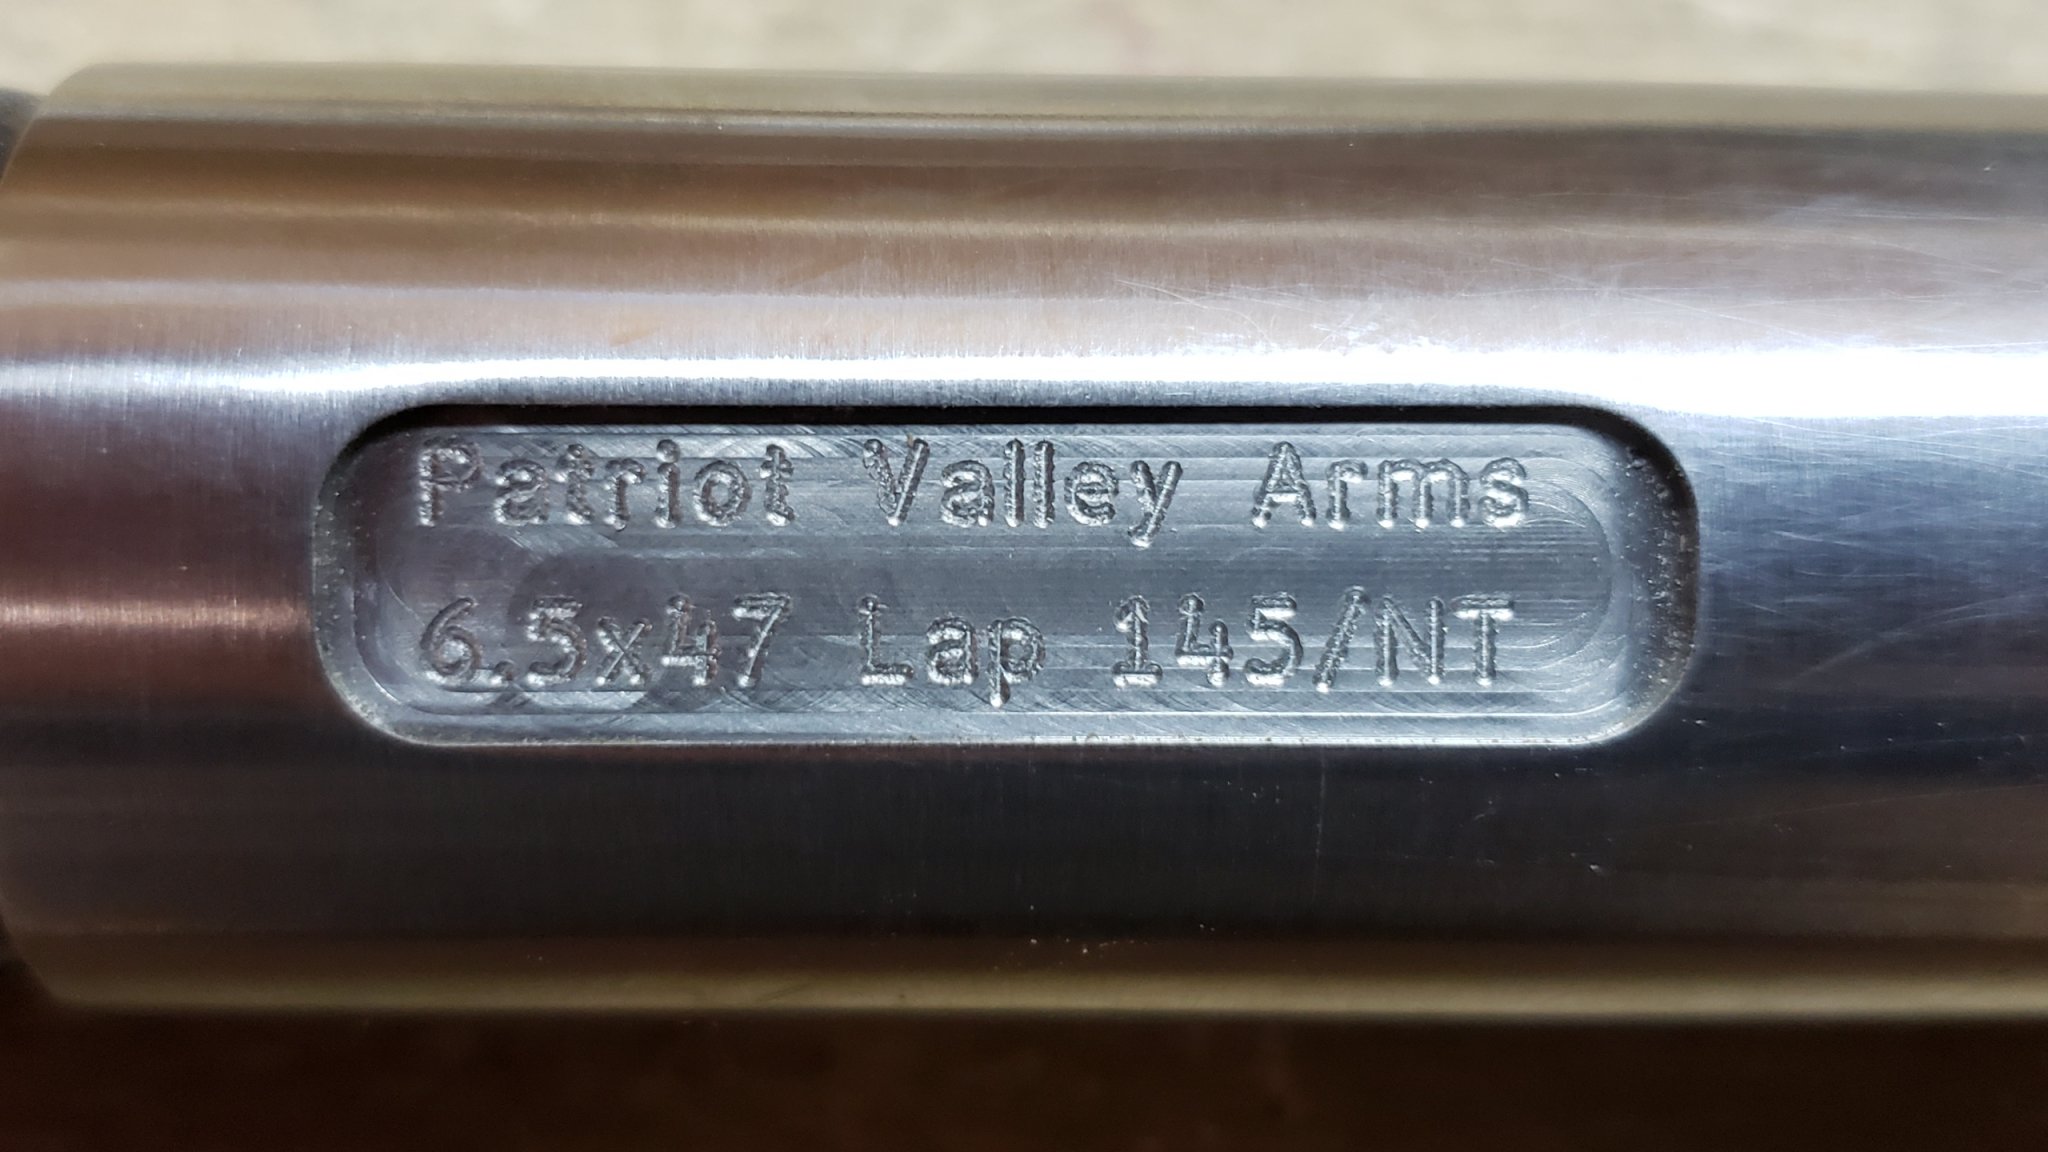 Patriot Valley Arms
6.5x47 Lap 145/NT